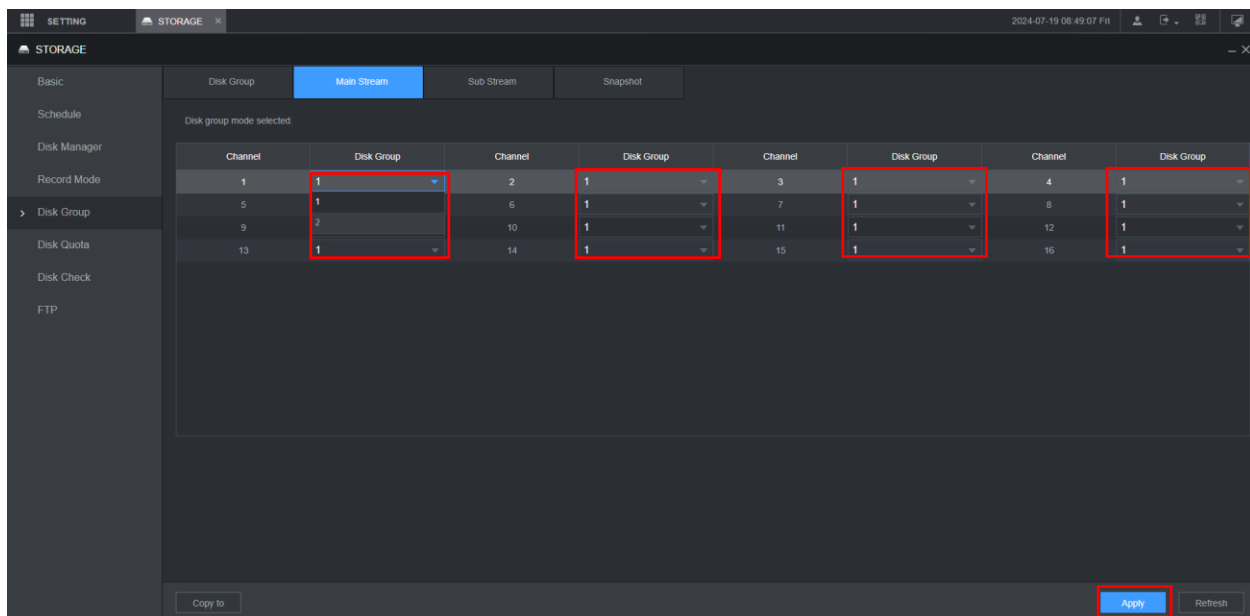 SETTING STORAGE × 2024-07-19 08:49:07 Fri
STORAGE
Basic
Schedule
Disk Manager
Record Mode
Disk Group
Disk Quota
Disk Check
FTP
Disk Group Main Stream Sub Stream Snapshot
Disk group mode selected.
Channel Disk Group Channel Disk Group Channel Disk Group Channel Disk Group
1 1 2 1 3 1 4 1
5 1 6 1 7 1 8 1
9 2 10 1 11 1 12 1
13 1 14 1 15 1 16 1
Copy to Apply Refresh